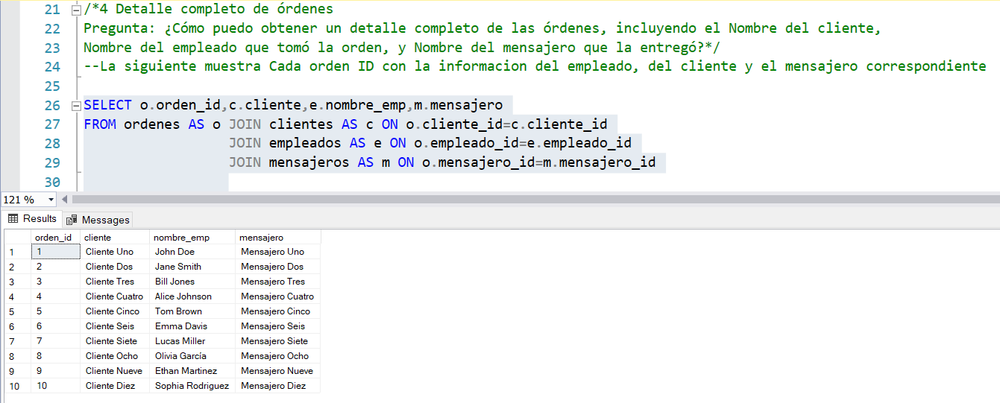 21 /*4 Detalle completo de órdenes
22 Pregunta: ¿Cómo puedo obtener un detalle completo de las órdenes, incluyendo el Nombre del cliente,
23 Nombre del empleado que tomó la orden, y Nombre del mensajero que la entregó?*/
24 --La siguiente muestra Cada orden ID con la informacion del empleado, del cliente y el mensajero correspondiente
25
26 SELECT o.orden_id,c.cliente,e.nombre_emp,m.mensajero
27 FROM ordenes AS o JOIN clientes AS c ON o.cliente_id=c.cliente_id
28 JOIN empleados AS e ON o.empleado_id=e.empleado_id
29 JOIN mensajeros AS m ON o.mensajero_id=m.mensajero_id
30
121 %
Results Messages
orden_id cliente nombre_emp mensajero
1 1 Cliente Uno John Doe Mensajero Uno
2 2 Cliente Dos Jane Smith Mensajero Dos
3 3 Cliente Tres Bill Jones Mensajero Tres
4 4 Cliente Cuatro Alice Johnson Mensajero Cuatro
5 5 Cliente Cinco Tom Brown Mensajero Cinco
6 6 Cliente Seis Emma Davis Mensajero Seis
7 7 Cliente Siete Lucas Miller Mensajero Siete
8 8 Cliente Ocho Olivia García Mensajero Ocho
9 9 Cliente Nueve Ethan Martinez Mensajero Nueve
10 10 Cliente Diez Sophia Rodriguez Mensajero Diez